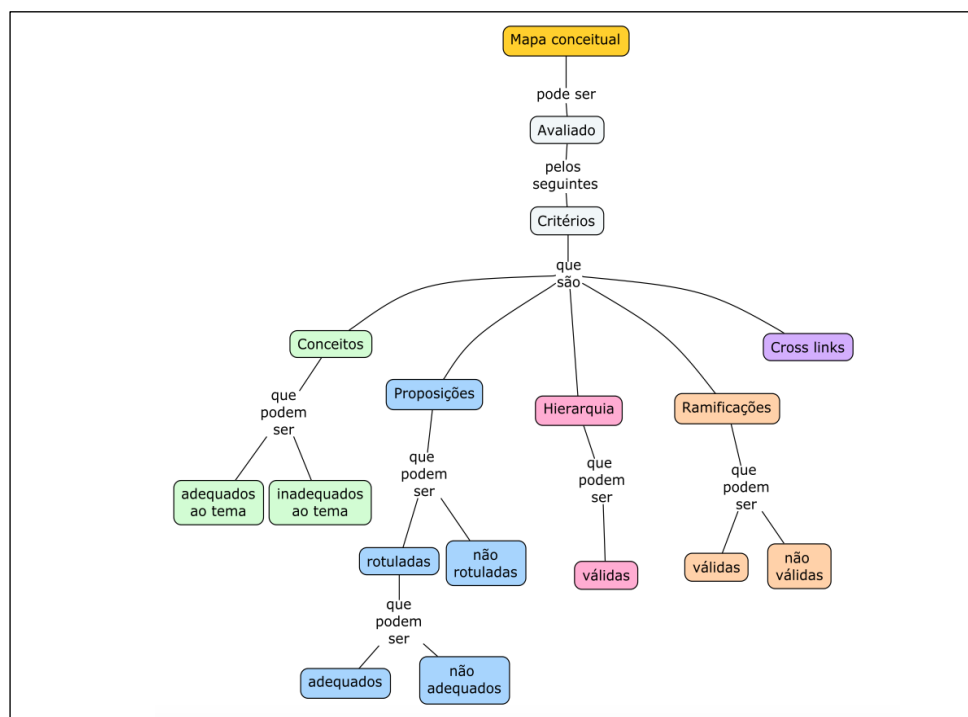 Mapa conceitual
pode ser
Avaliado
pelos
seguintes
Critérios
que
são
Conceitos
que
podem
ser
adequados
ao tema
inadequados
ao tema
Proposições
que
podem
ser
rotuladas
não
rotuladas
que
podem
ser
adequados
não
adequados
Hierarquia
que
podem
ser
válidas
Ramificações
que
podem
ser
válidas
não
válidas
Cross links